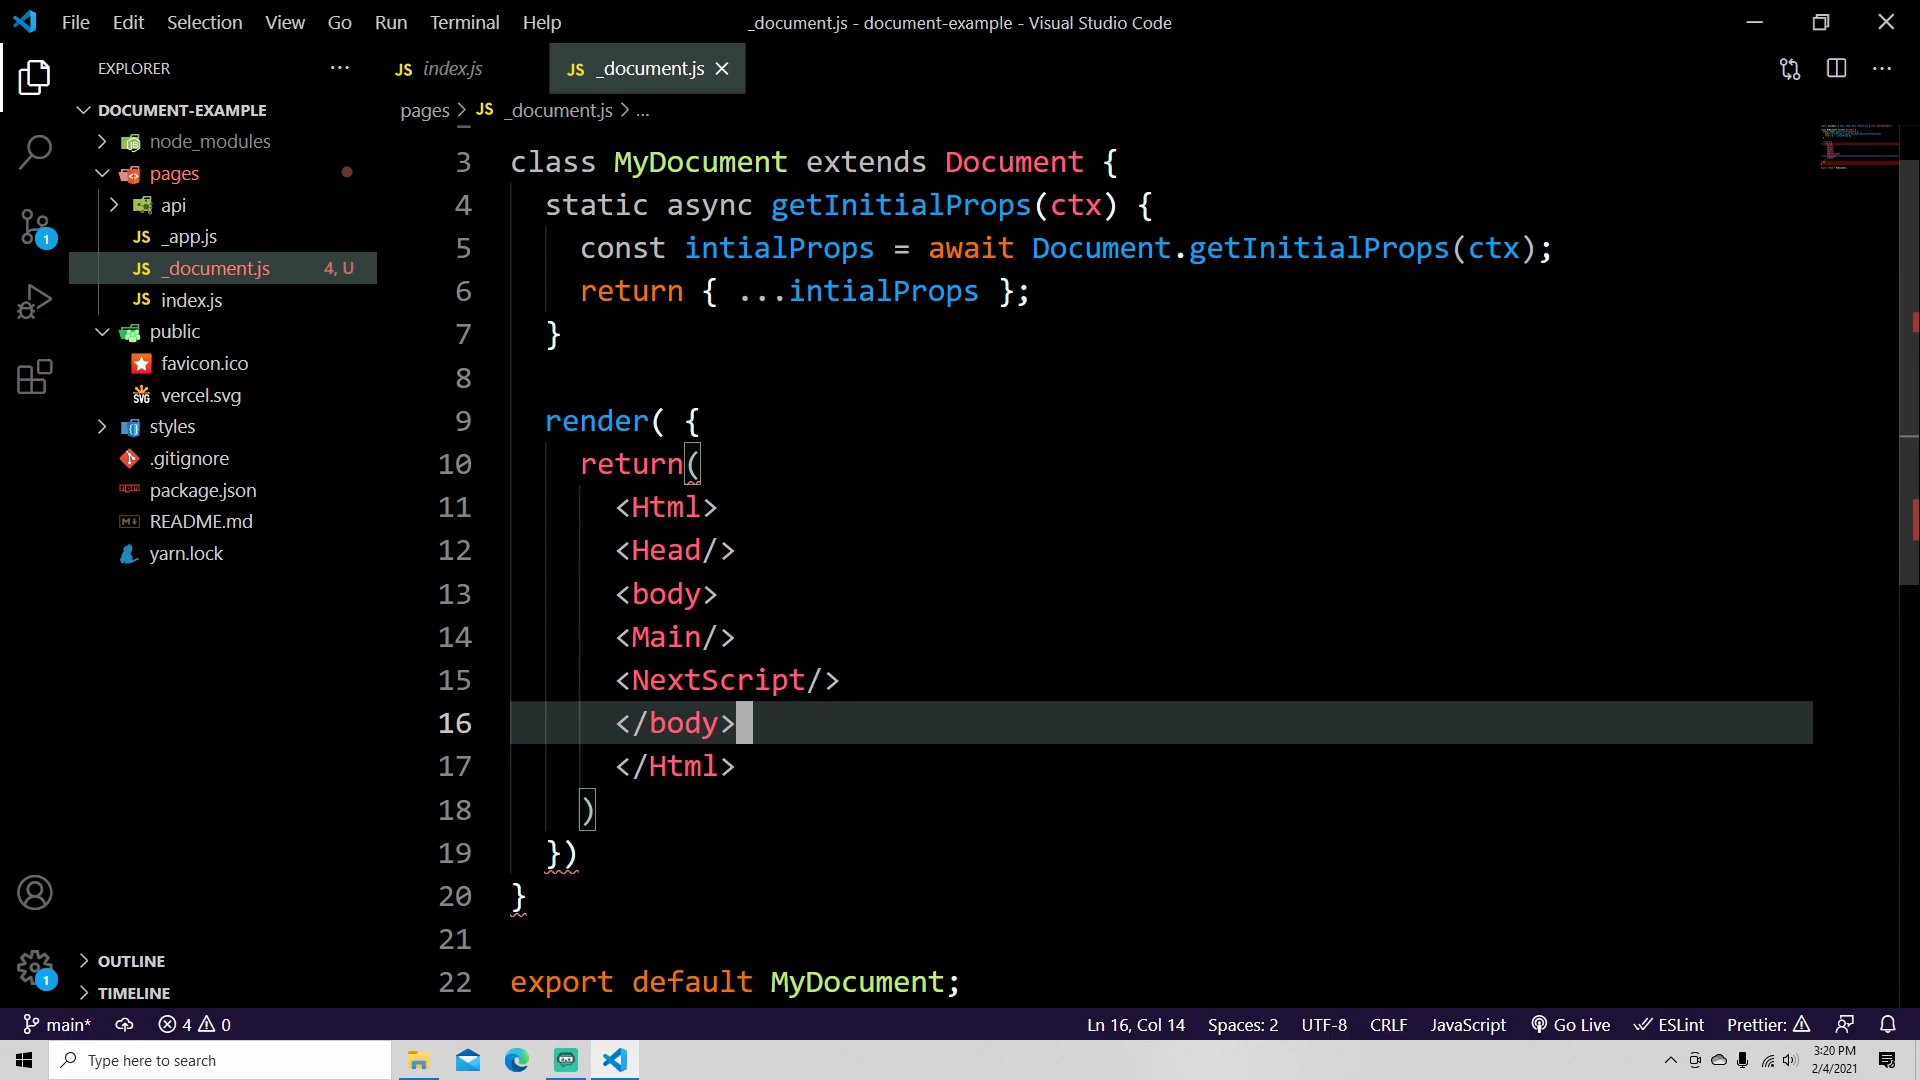 File Edit Selection View Go Run Terminal Help
_document.js - document-example - Visual Studio Code
EXPLORER
DOCUMENT-EXAMPLE
node_modules
pages
api
JS _app.js
JS _document.js 4, U
JS index.js
public
favicon.ico
SVG vercel.svg
styles
.gitignore
package.json
README.md
yarn.lock
OUTLINE
TIMELINE
1
1
JS index.js
JS _document.js
pages > JS _document.js > ...
3 class MyDocument extends Document {
4 static async getInitialProps(ctx) {
5 const intialProps = await Document.getInitialProps(ctx);
6 return { ...intialProps };
7 }
8
9 render( {
10 return(
11 <Html>
12 <Head/>
13 <body>
14 <Main/>
15 <NextScript/>
16 </body>
17 </Html>
18 )
19 })
20 }
21
22 export default MyDocument;
main* 4 0
Ln 16, Col 14 Spaces: 2 UTF-8 CRLF JavaScript Go Live ESLint Prettier:
Type here to search
3:20 PM
2/4/2021